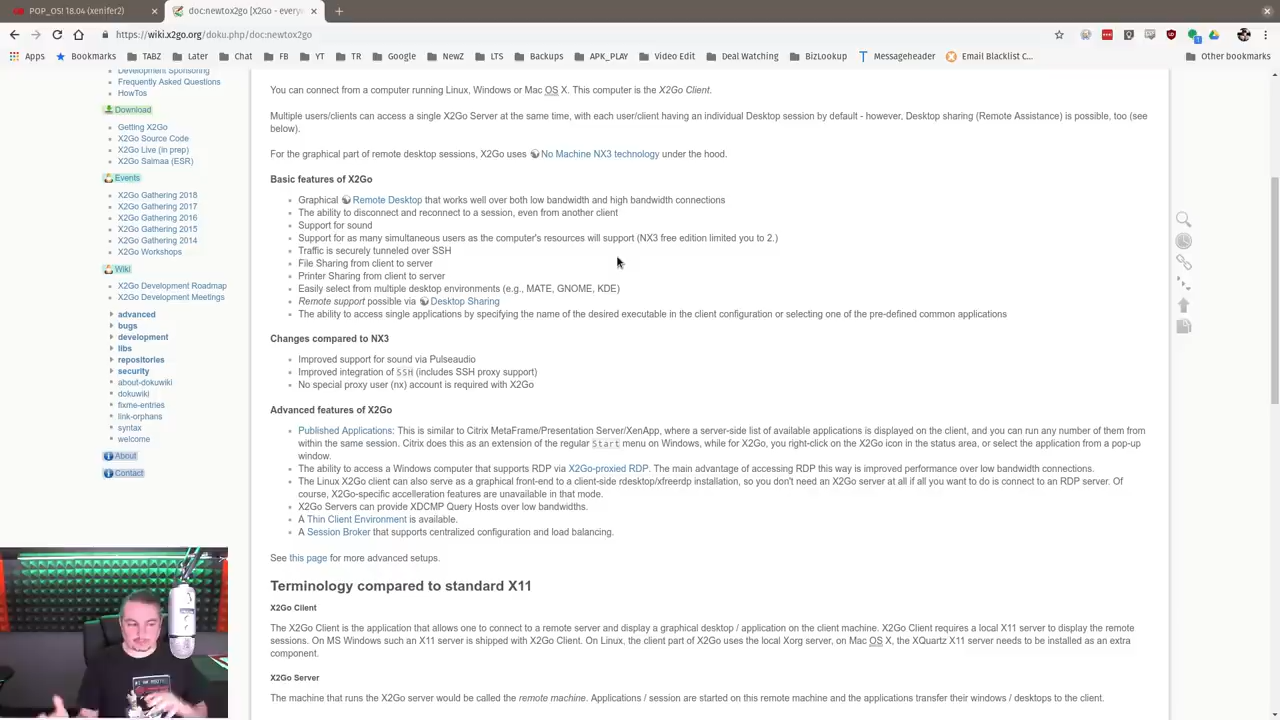 POP_OS! 18.04 (xenifer2)
doc:newtox2go [X2Go - every
https://wiki.x2go.org/doku.php/doc:newtox2go
Apps
Bookmarks
TABZ
Later
Chat
FB
YT
TR
Google
NewZ
LTS
Backups
APK_PLAY
Video Edit
Deal Watching
BizLookup
Messageheader
Email Blacklist C...
Other bookmarks
Development Sponsoring
Frequently Asked Questions
HowTos
Download
Getting X2Go
X2Go Source Code
X2Go Live (in prep)
X2Go Saimaa (ESR)
Events
X2Go Gathering 2018
X2Go Gathering 2017
X2Go Gathering 2016
X2Go Gathering 2015
X2Go Gathering 2014
X2Go Workshops
Wiki
X2Go Development Roadmap
X2Go Development Meetings
advanced
bugs
development
libs
repositories
security
about-dokuwiki
dokuwiki
fixme-entries
link-orphans
syntax
welcome
About
Contact
You can connect from a computer running Linux, Windows or Mac OS X. This computer is the X2Go Client.
Multiple users/clients can access a single X2Go Server at the same time, with each user/client having an individual Desktop session by default - however, Desktop sharing (Remote Assistance) is possible, too (see
below).
For the graphical part of remote desktop sessions, X2Go uses No Machine NX3 technology under the hood.
Basic features of X2Go
Graphical Remote Desktop that works well over both low bandwidth and high bandwidth connections
The ability to disconnect and reconnect to a session, even from another client
Support for sound
Support for as many simultaneous users as the computer's resources will support (NX3 free edition limited you to 2.)
Traffic is securely tunneled over SSH
File Sharing from client to server
Printer Sharing from client to server
Easily select from multiple desktop environments (e.g., MATE, GNOME, KDE)
Remote support possible via Desktop Sharing
The ability to access single applications by specifying the name of the desired executable in the client configuration or selecting one of the pre-defined common applications
Changes compared to NX3
Improved support for sound via Pulseaudio
Improved integration of SSH (includes SSH proxy support)
No special proxy user (nx) account is required with X2Go
Advanced features of X2Go
Published Applications: This is similar to Citrix MetaFrame/Presentation Server/XenApp, where a server-side list of available applications is displayed on the client, and you can run any number of them from
within the same session. Citrix does this as an extension of the regular Start menu on Windows, while for X2Go, you right-click on the X2Go icon in the status area, or select the application from a pop-up
window.
The ability to access a Windows computer that supports RDP via X2Go-proxied RDP. The main advantage of accessing RDP this way is improved performance over low bandwidth connections.
The Linux X2Go client can also serve as a graphical front-end to a client-side rdesktop/xfreerdp installation, so you don't need an X2Go server at all if all you want to do is connect to an RDP server. Of
course, X2Go-specific accelleration features are unavailable in that mode.
X2Go Servers can provide XDCMP Query Hosts over low bandwidths.
A Thin Client Environment is available.
A Session Broker that supports centralized configuration and load balancing.
See this page for more advanced setups.
Terminology compared to standard X11
X2Go Client
The X2Go Client is the application that allows one to connect to a remote server and display a graphical desktop / application on the client machine. X2Go Client requires a local X11 server to display the remote
sessions. On MS Windows such an X11 server is shipped with X2Go Client. On Linux, the client part of X2Go uses the local Xorg server, on Mac OS X, the XQuartz X11 server needs to be installed as an extra
component.
X2Go Server
The machine that runs the X2Go server would be called the remote machine. Applications / session are started on this remote machine and the applications transfer their windows / desktops to the client.